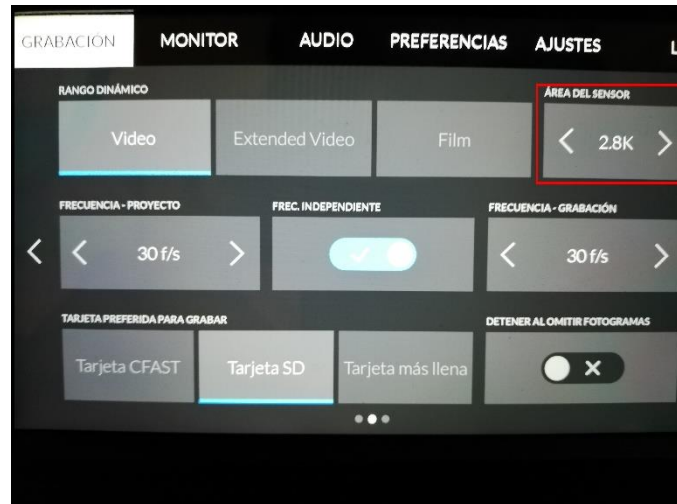 GRABACION MONITOR AUDIO PREFERENCIAS AJUSTES L
RANGO DINÁMICO ÁREA DEL SENSOR
Video Extended Video Film 2.8K
FRECUENCIA - PROYECTO FREC. INDEPENDIENTE FRECUENCIA - GRABACIÓN
30 f/s 30 f/s
TARJETA PREFERIDA PARA GRABAR DETENER AL OMITIR FOTOGRAMAS
Tarjeta CFAST Tarjeta SD Tarjeta más llena